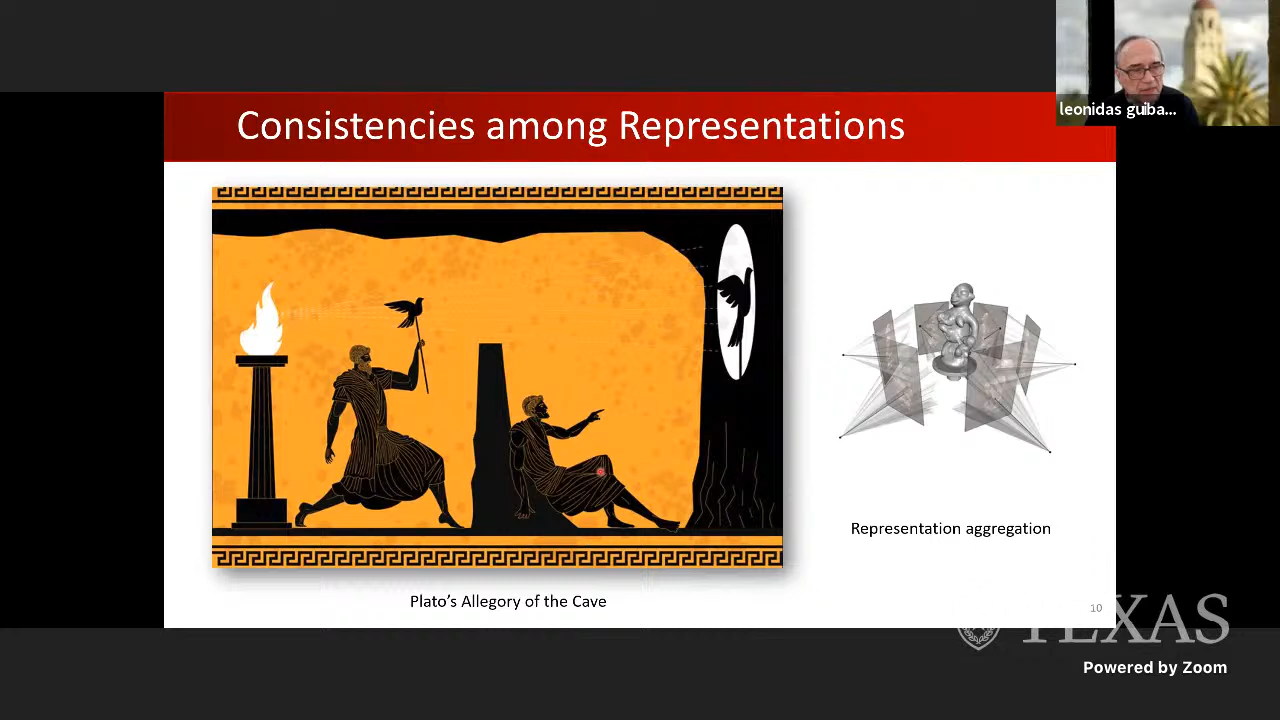 Consistencies among Representations
leonidas guiba...
Representation aggregation
Plato's Allegory of the Cave
10
TEXAS
Powered by Zoom